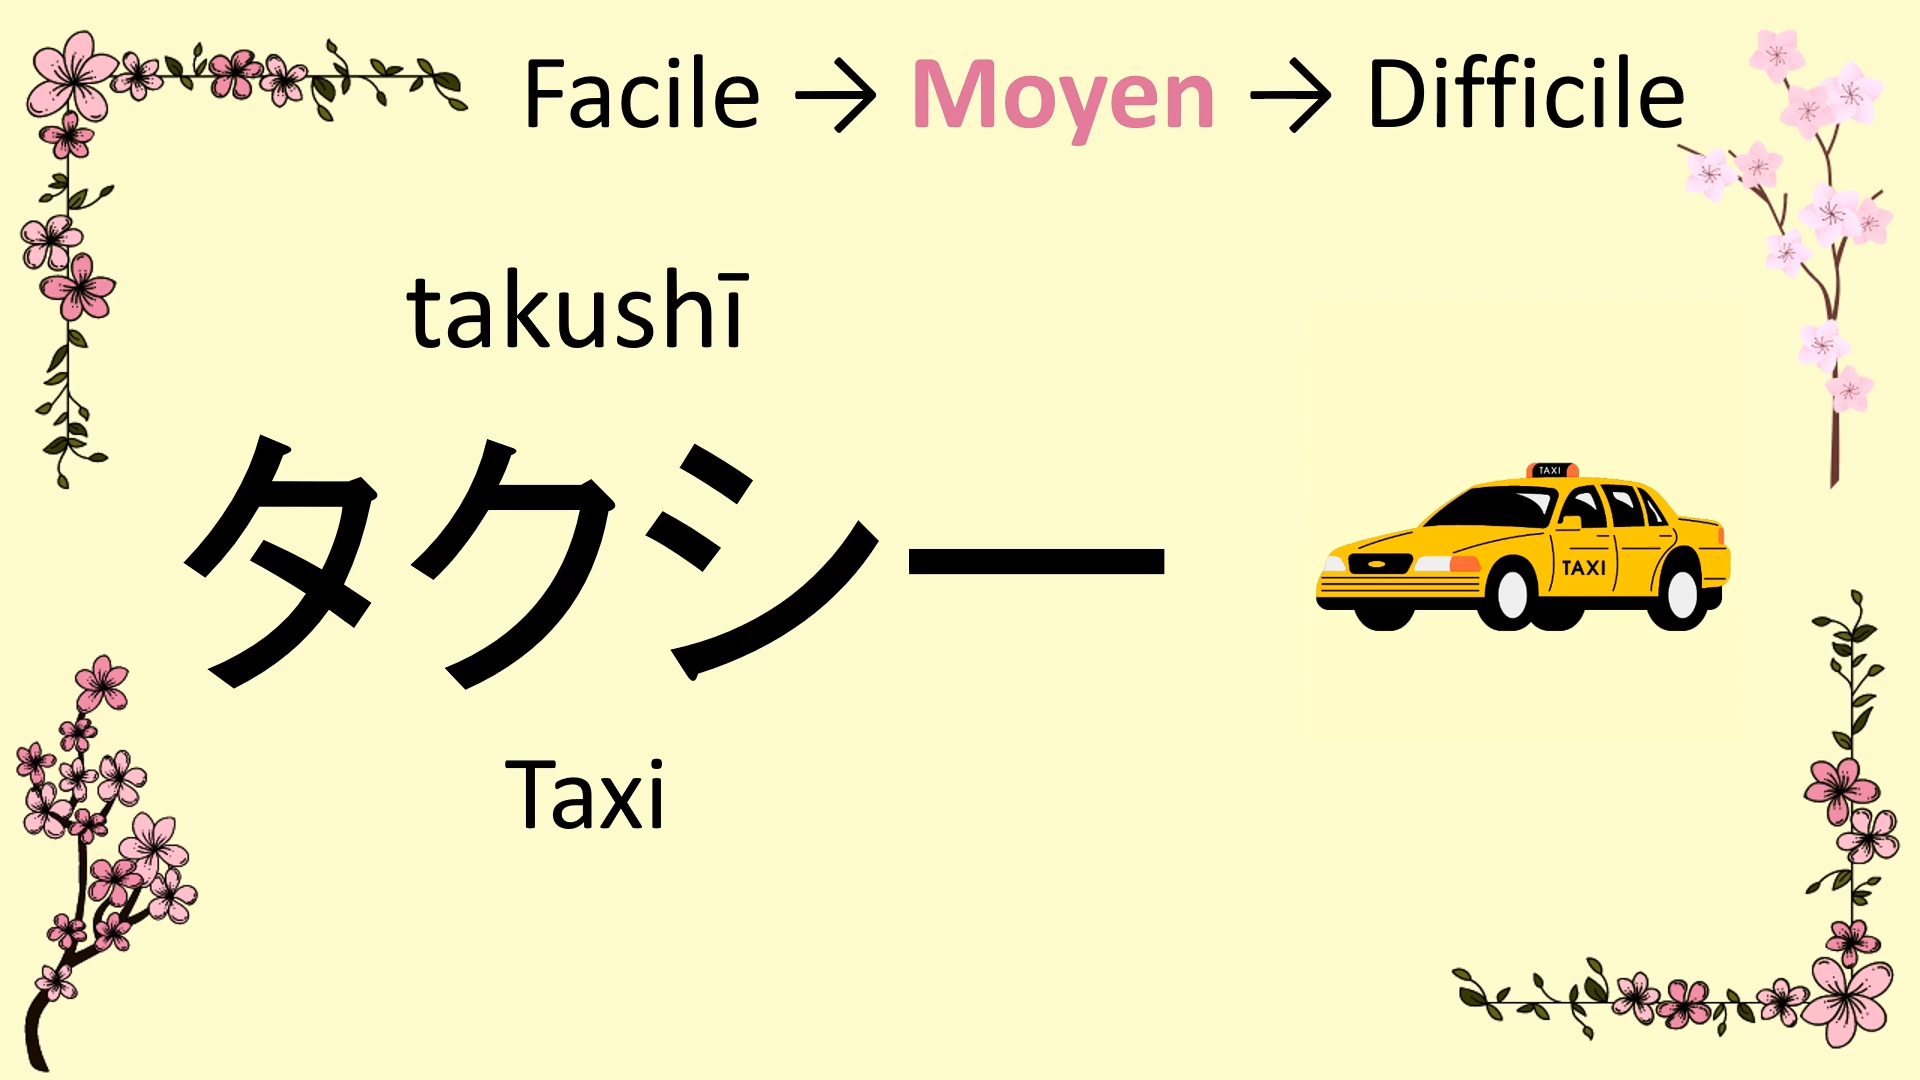 Facile → Moyen → Difficile
takushī
タクシー
TAXI
TAXI
Taxi